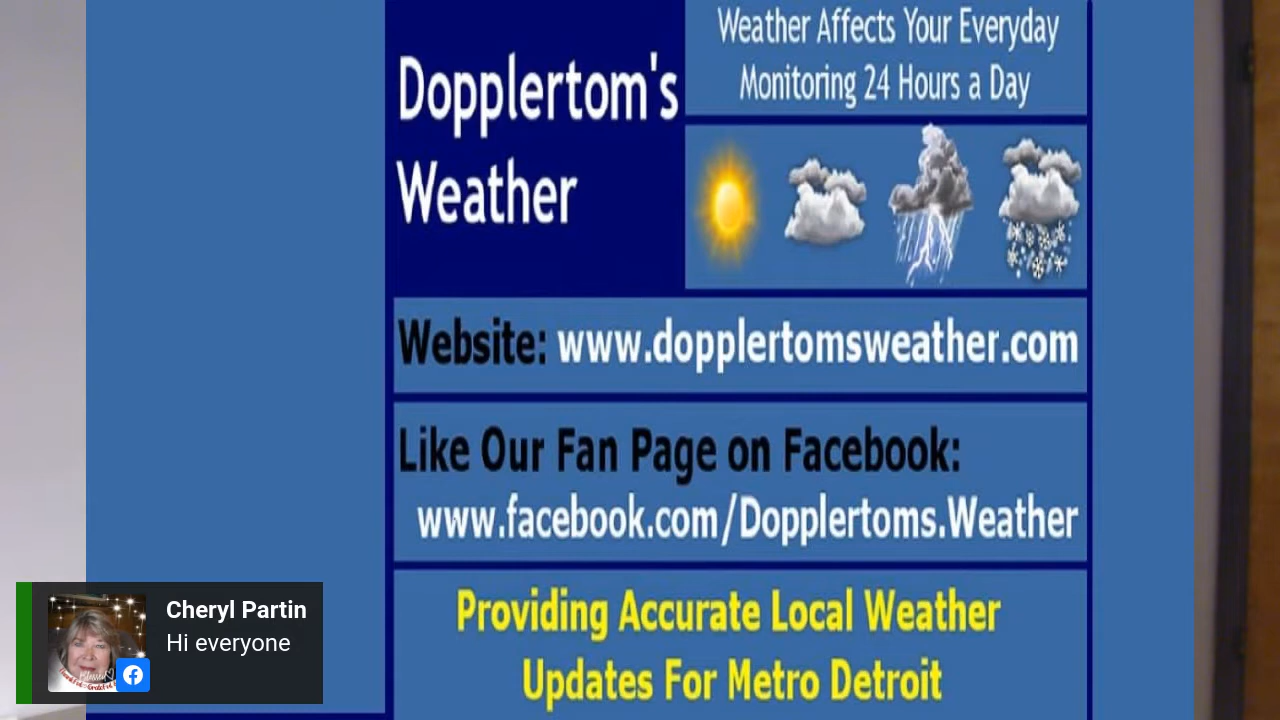 Dopplertom's
Weather
Weather Affects Your Everyday
Monitoring 24 Hours a Day
Website: www.dopplertomsweather.com
Like Our Fan Page on Facebook:
www.facebook.com/Dopplertoms.Weather
Providing Accurate Local Weather
Updates For Metro Detroit
Cheryl Partin
Hi everyone